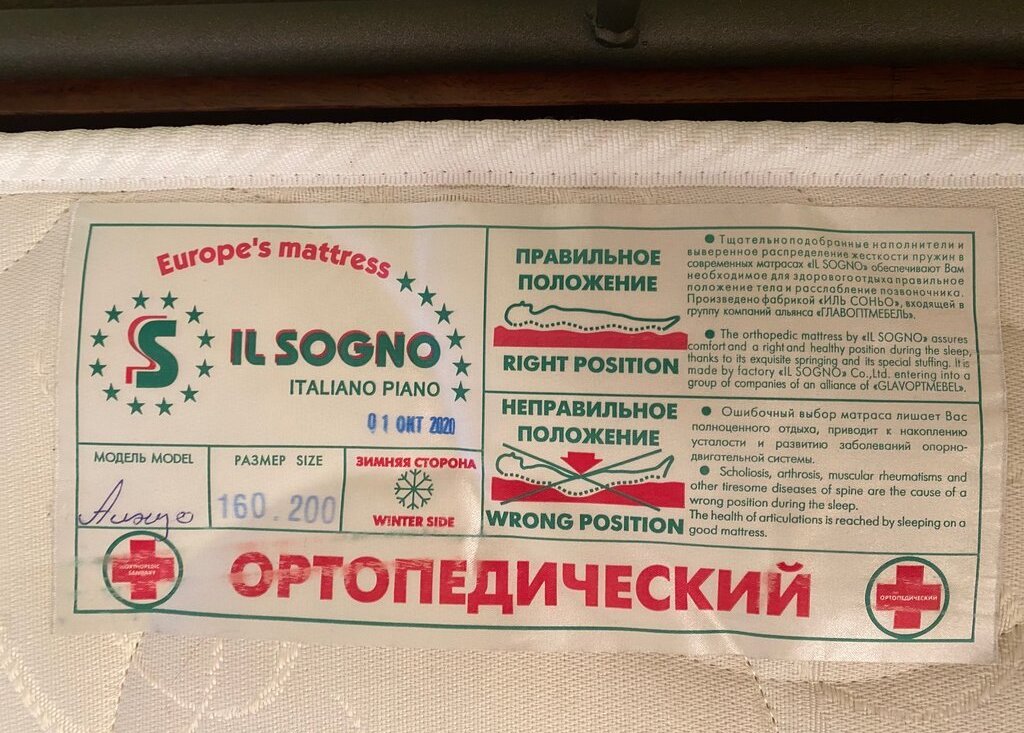 Europe's mattress
IL SOGNO
ITALIANO PIANO
01 ОКТ 2020
МОДЕЛЬ MODEL
РАЗМЕР SIZE
160.200
ЗИМНЯЯ СТОРОНА
WINTER SIDE
ПРАВИЛЬНОЕ
ПОЛОЖЕНИЕ
RIGHT POSITION
● Тщательно подобранные наполнители и
выверенное распределение жесткости пружин в
современных матрасах «IL SOGNO» обеспечивают Вам
необходимое для здорового отдыха правильное
положение тела и расслабление позвоночника.
Произведено фабрикой «ИЛЬ СОНЬО», входящей в
группу компаний альянса «ГЛАВОПТМЕБЕЛЬ».
● The orthopedic mattress by «IL SOGNO» assures
comfort and a right and healthy position during the sleep,
thanks to its exquisite springing and its special stuffing. It is
made by factory «IL SOGNO» Co.,Ltd. entering into a
group of companies of an alliance of «GLAVOPTMEBEL».
НЕПРАВИЛЬНОЕ
ПОЛОЖЕНИЕ
WRONG POSITION
● Ошибочный выбор матраса лишает Вас
полноценного отдыха, приводит к накоплению
усталости и развитию заболеваний опорно-
двигательной системы.
● Scholiosis, arthrosis, muscular rheumatisms and
other tiresome diseases of spine are the cause of a
wrong position during the sleep.
The health of articulations is reached by sleeping on a
good mattress.
ORTHOPEDIC
ОРТОПЕДИЧЕСКИЙ
ОРТОПЕДИЧЕСКИЙ